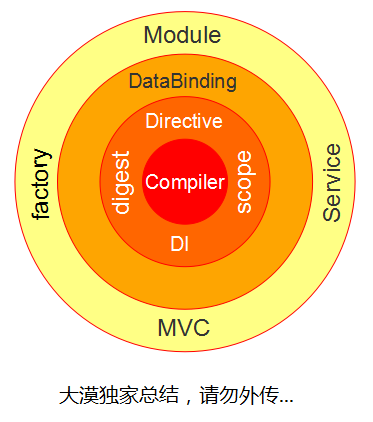 Module
DataBinding
Directive
factory
digest
Compiler
scope
Service
DI
MVC
大漠独家总结，请勿外传...